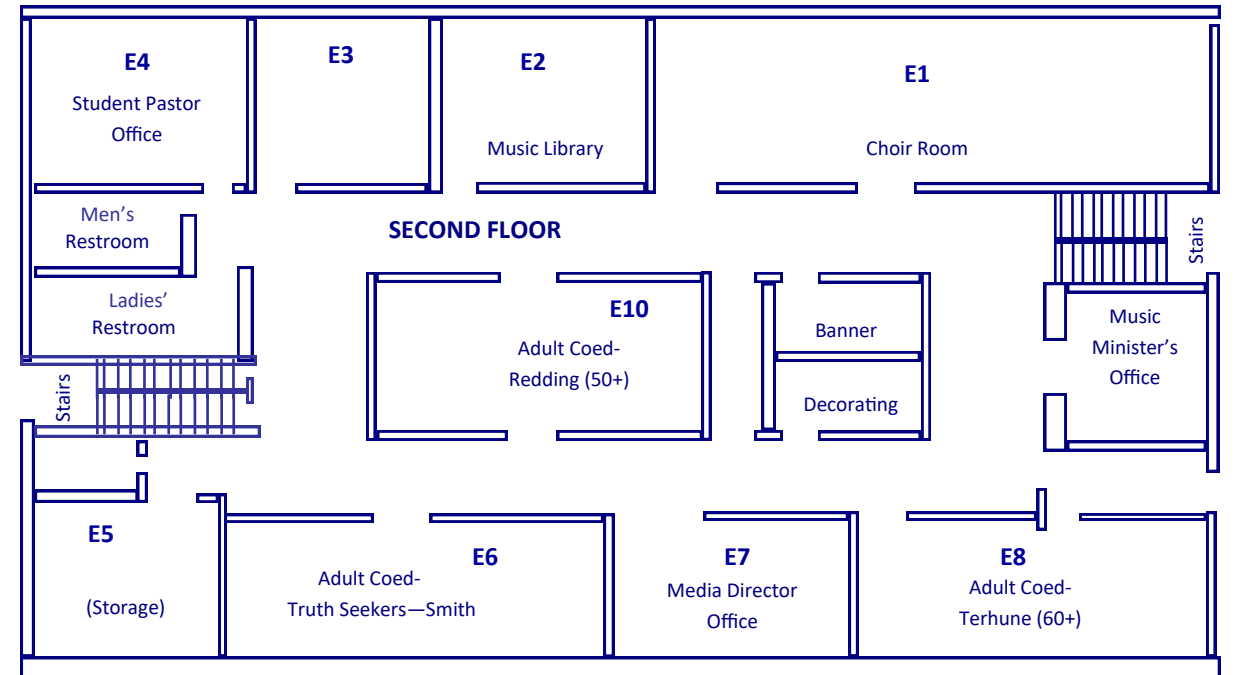 E4
Student Pastor
Office
E3
E2
Music Library
E1
Choir Room
Men's
Restroom
SECOND FLOOR
Stairs
Ladies'
Restroom
E10
Adult Coed-
Redding (50+)
Banner
Decorating
Music
Minister's
Office
Stairs
E5
(Storage)
E6
Adult Coed-
Truth Seekers—Smith
E7
Media Director
Office
E8
Adult Coed-
Terhune (60+)